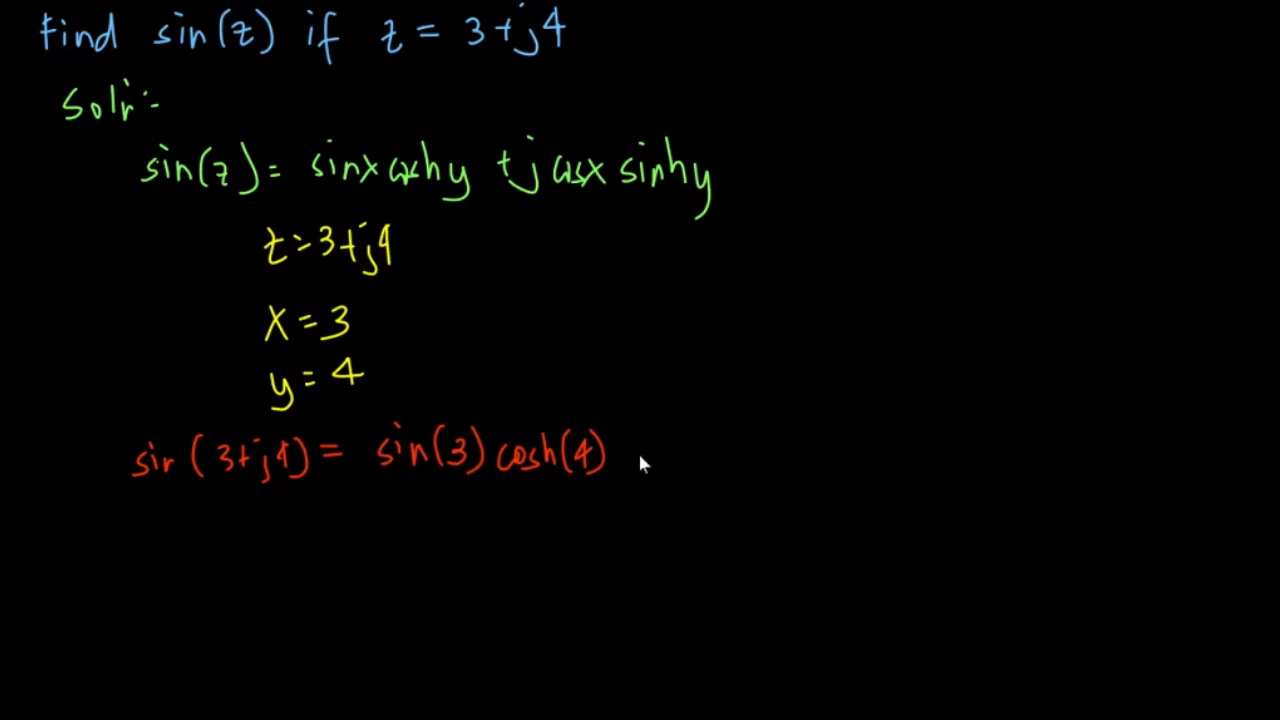 Find sin(z) if z = 3+j4
Soln:
sin(z) = sinx coshy +j cosx sinhy
z=3+j4
x=3
y=4
sin(3+j4) = sin(3) cosh(4)